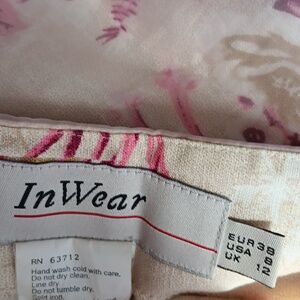 InWear
EUR 38
USA 8
UK 12
RN 63712
Hand wash cold with care.
Do not dry clean.
Line dry.
Do not tumble dry.